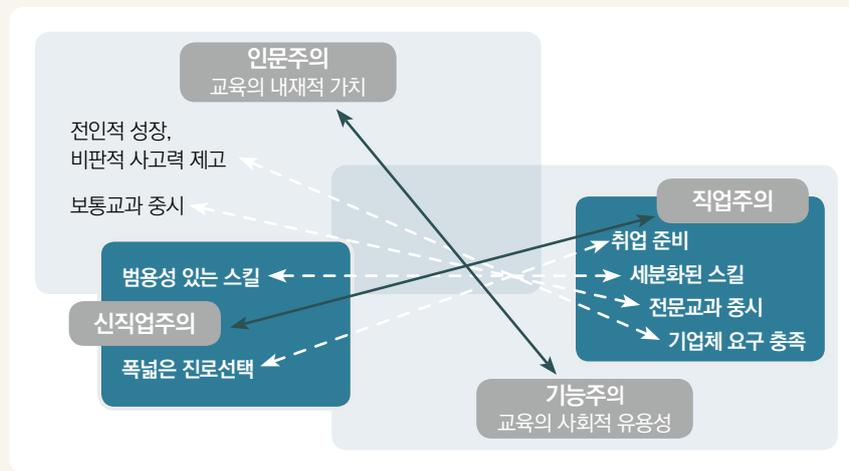 인문주의
교육의 내재적 가치
전인적 성장,
비판적 사고력 제고
보통교과 중시
범용성 있는 스킬
신직업주의
폭넓은 진로선택
직업주의
취업 준비
세분화된 스킬
전문교과 중시
기업체 요구 충족
기능주의
교육의 사회적 유용성